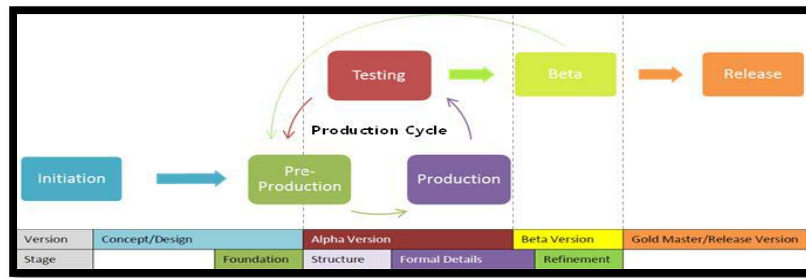 Testing
Beta
Release
Production Cycle
Initiation
Pre-
Production
Production
Version Concept/Design Alpha Version Beta Version Gold Master/Release Version
Stage Foundation Structure Formal Details Refinement